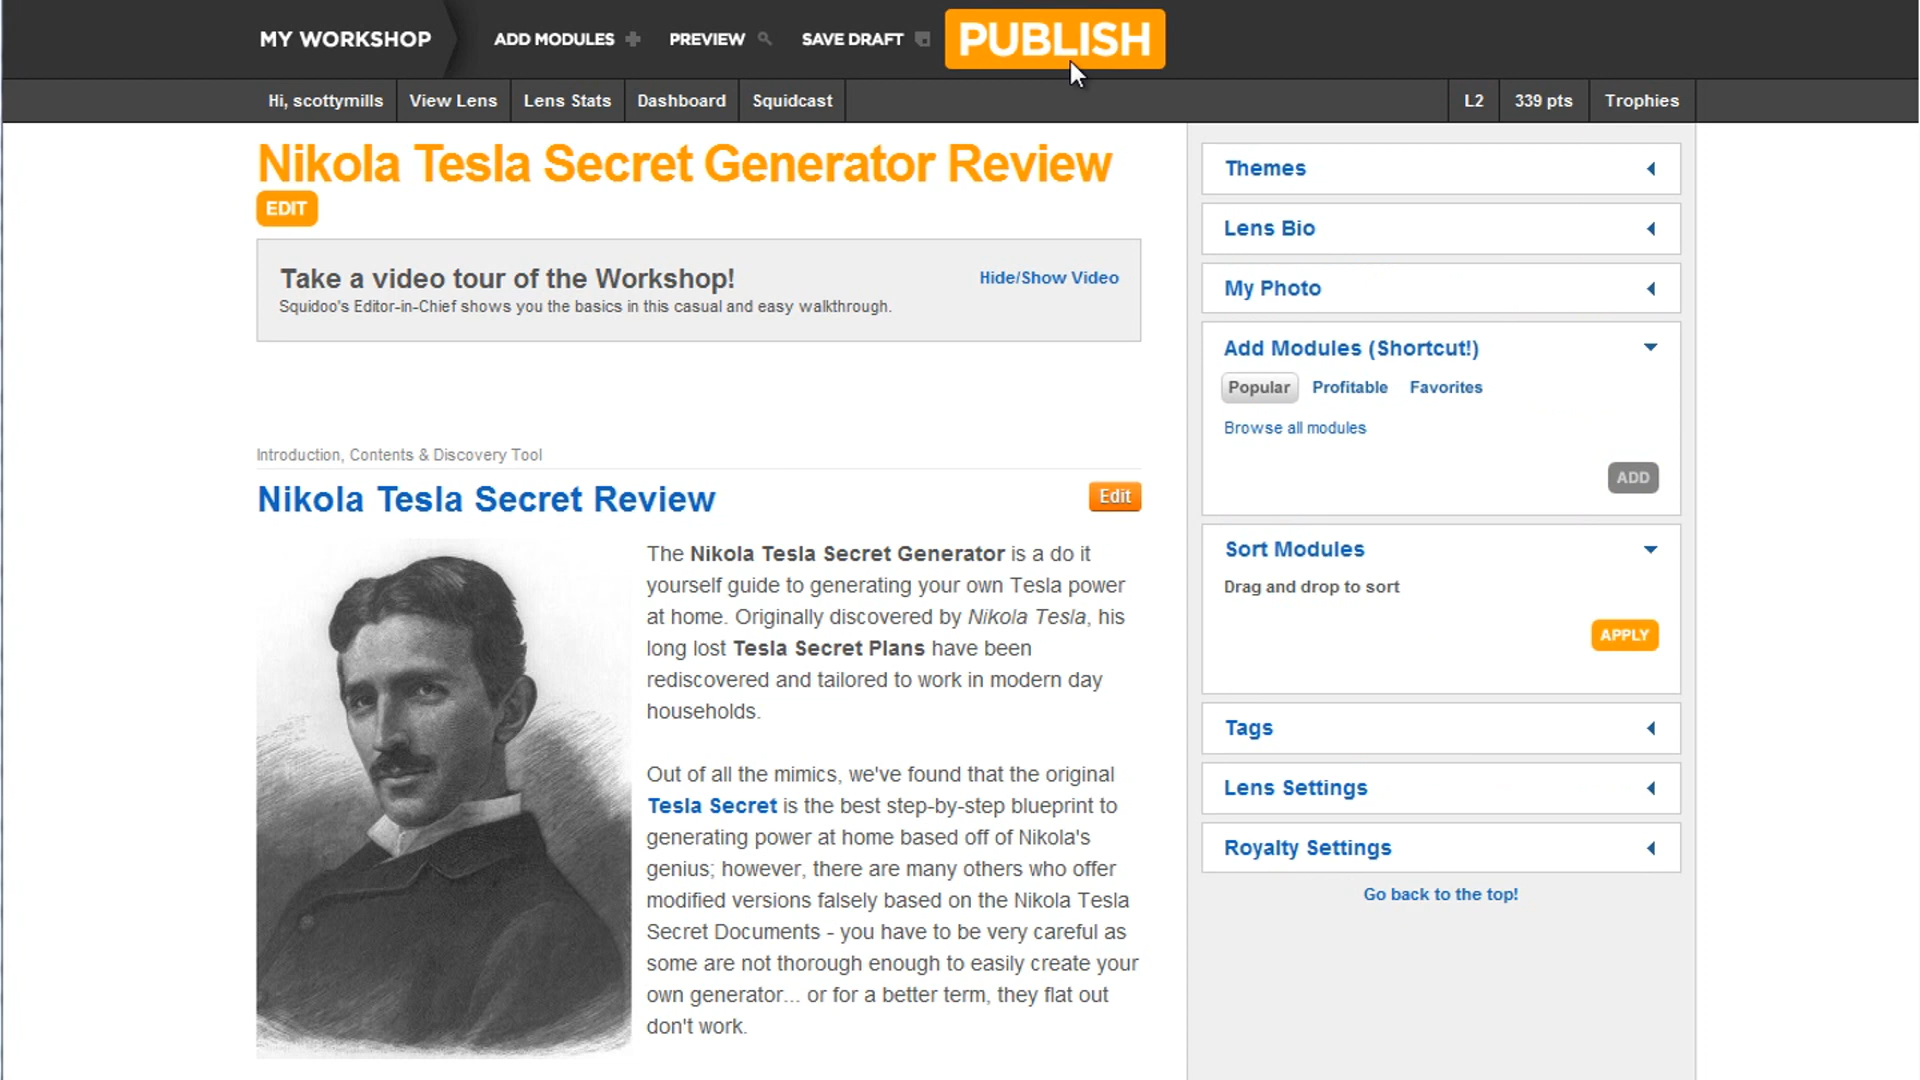 MY WORKSHOP
ADD MODULES
PREVIEW
SAVE DRAFT
PUBLISH
Hi, scottymills
View Lens
Lens Stats
Dashboard
Squidcast
L2
339 pts
Trophies
Nikola Tesla Secret Generator Review
EDIT
Take a video tour of the Workshop!
Hide/Show Video
Squidoo's Editor-in-Chief shows you the basics in this casual and easy walkthrough.
Introduction, Contents & Discovery Tool
Nikola Tesla Secret Review
Edit
The Nikola Tesla Secret Generator is a do it
yourself guide to generating your own Tesla power
at home. Originally discovered by Nikola Tesla, his
long lost Tesla Secret Plans have been
rediscovered and tailored to work in modern day
households.
Out of all the mimics, we've found that the original
Tesla Secret is the best step-by-step blueprint to
generating power at home based off of Nikola's
genius; however, there are many others who offer
modified versions falsely based on the Nikola Tesla
Secret Documents - you have to be very careful as
some are not thorough enough to easily create your
own generator... or for a better term, they flat out
don't work.
Themes
Lens Bio
My Photo
Add Modules (Shortcut!)
Popular
Profitable
Favorites
Browse all modules
ADD
Sort Modules
Drag and drop to sort
APPLY
Tags
Lens Settings
Royalty Settings
Go back to the top!